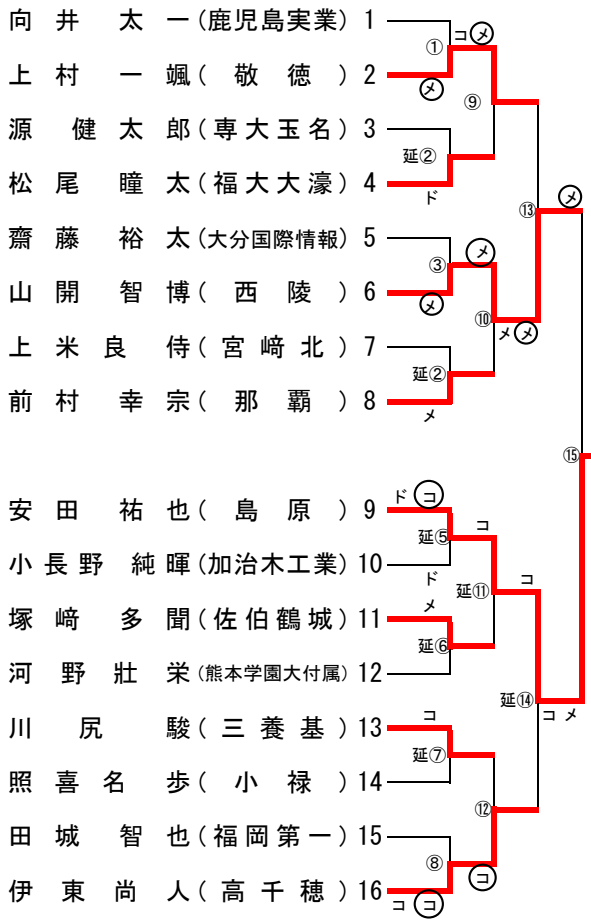 向井太一(鹿児島実業) 1
コメ
①
上村一颯(敬徳) 2
メ
⑨
源健太郎(専大玉名) 3
延②
松尾瞳太(福大大濠) 4
ド
メ
⑬
齋藤裕太(大分国際情報) 5
メ
③
山開智博(西陵) 6
メ
⑩
メメ
上米良侍(宮﨑北) 7
延②
前村幸宗(那覇) 8
メ
⑮
安田祐也(島原) 9
ドコ
延⑤
コ
小長野純暉(加治木工業) 10
ド
延⑪
コ
塚﨑多聞(佐伯鶴城) 11
メ
延⑥
河野壯栄(熊本学園大付属) 12
延⑭
コメ
川尻駿(三養基) 13
コ
延⑦
照喜名歩(小禄) 14
⑫
田城智也(福岡第一) 15
⑧
コ
伊東尚人(高千穂) 16
ココ